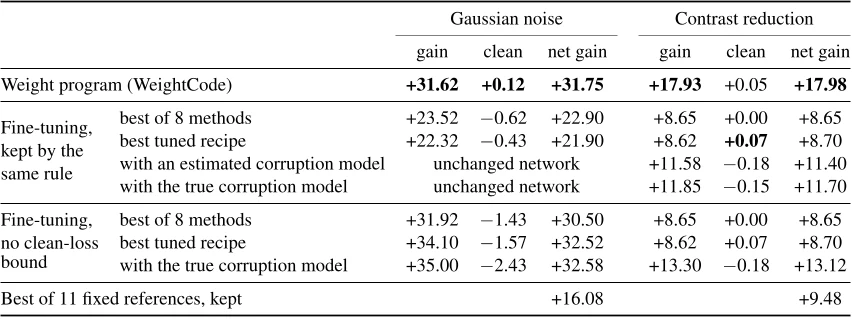 Gaussian noise Contrast reduction
gain clean net gain gain clean net gain
Weight program (WeightCode) +31.62 +0.12 +31.75 +17.93 +0.05 +17.98
Fine-tuning, kept by the same rule
best of 8 methods +23.52 −0.62 +22.90 +8.65 +0.00 +8.65
best tuned recipe +22.32 −0.43 +21.90 +8.62 +0.07 +8.70
with an estimated corruption model unchanged network +11.58 −0.18 +11.40
with the true corruption model unchanged network +11.85 −0.15 +11.70
Fine-tuning, no clean-loss bound
best of 8 methods +31.92 −1.43 +30.50 +8.65 +0.00 +8.65
best tuned recipe +34.10 −1.57 +32.52 +8.62 +0.07 +8.70
with the true corruption model +35.00 −2.43 +32.58 +13.30 −0.18 +13.12
Best of 11 fixed references, kept +16.08 +9.48